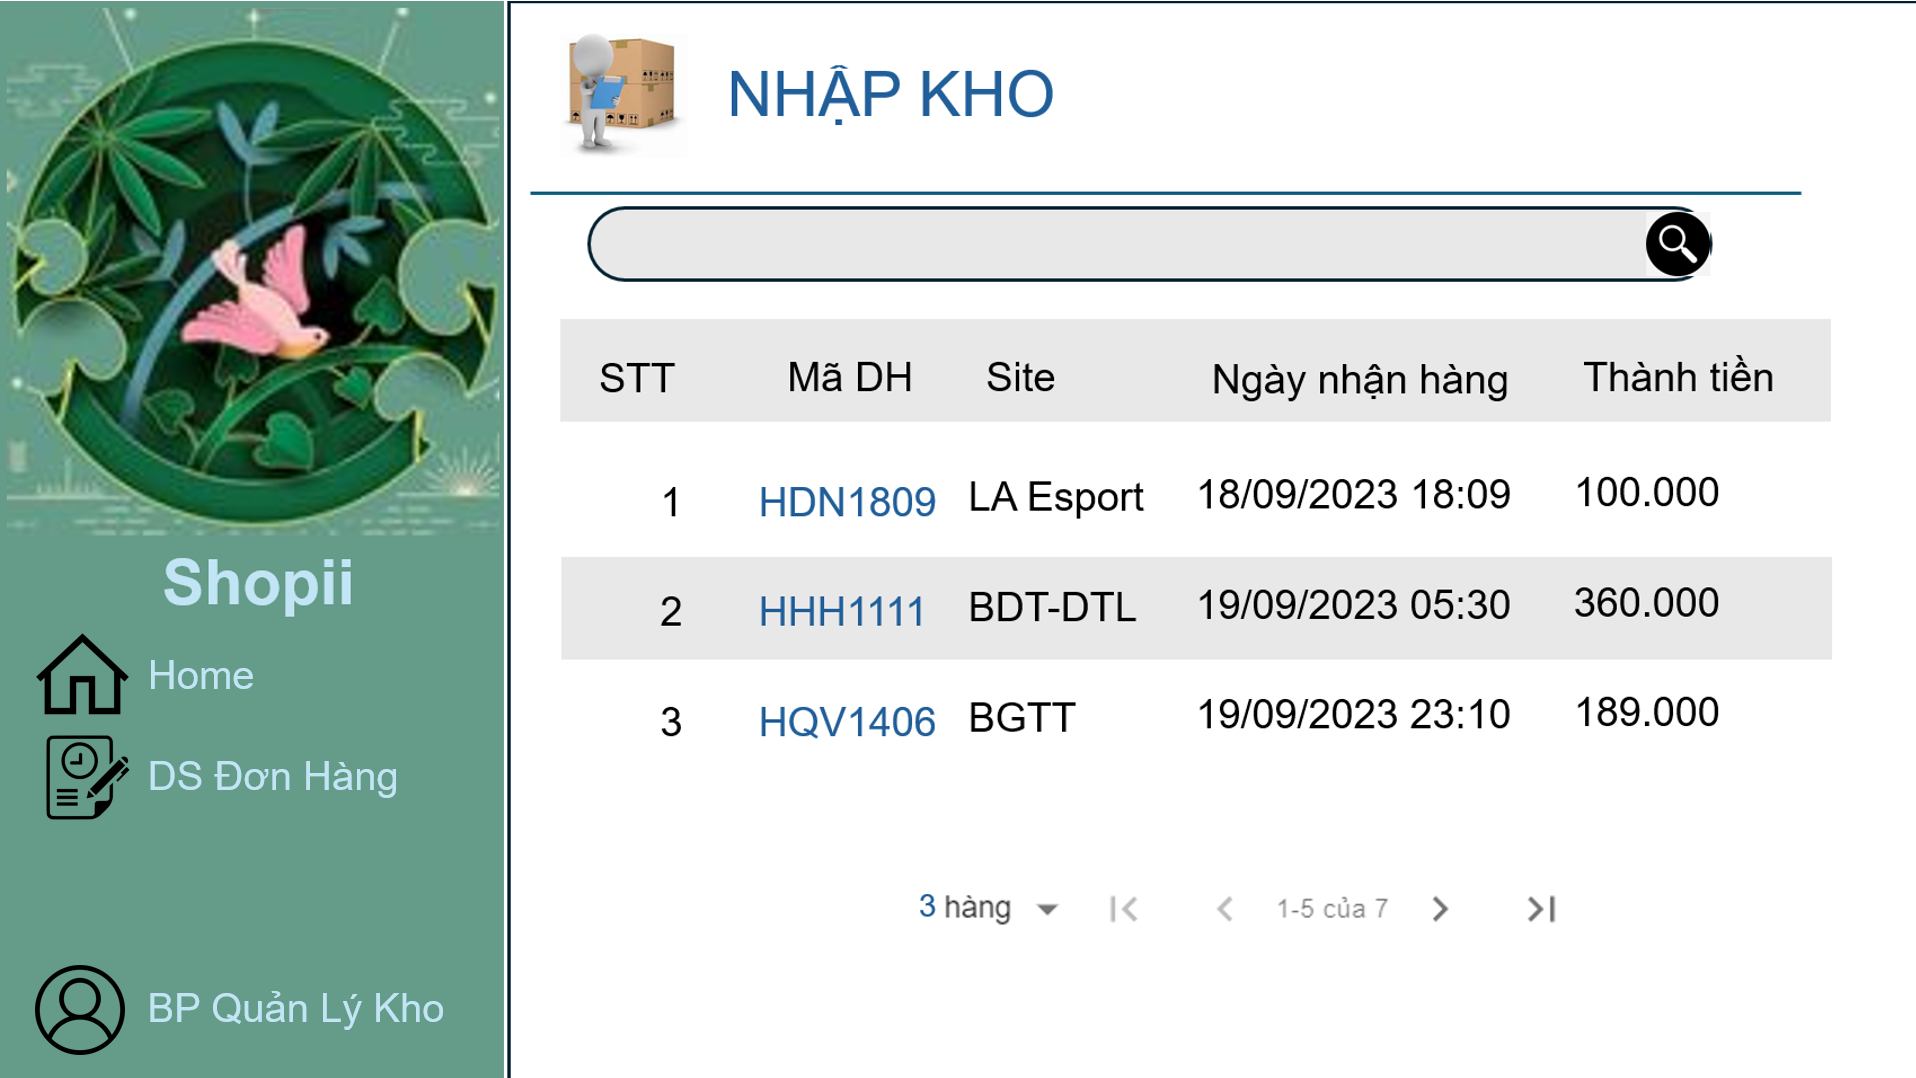 NHẬP KHO
STT Mã DH Site Ngày nhận hàng Thành tiền
1 HDN1809 LA Esport 18/09/2023 18:09 100.000
2 HHH1111 BDT-DTL 19/09/2023 05:30 360.000
3 HQV1406 BGTT 19/09/2023 23:10 189.000
3 hàng 1-5 của 7
Shopii
Home
DS Đơn Hàng
BP Quản Lý Kho